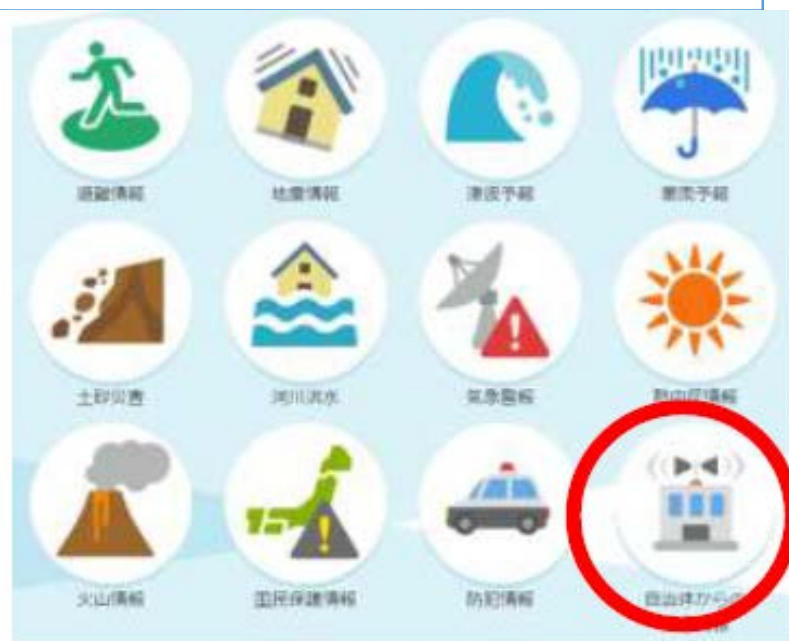 避難情報
地震情報
津波予報
豪雨予報
土砂災害
河川洪水
気象警報
熱中症情報
火山情報
国民保護情報
防犯情報
自治体からの